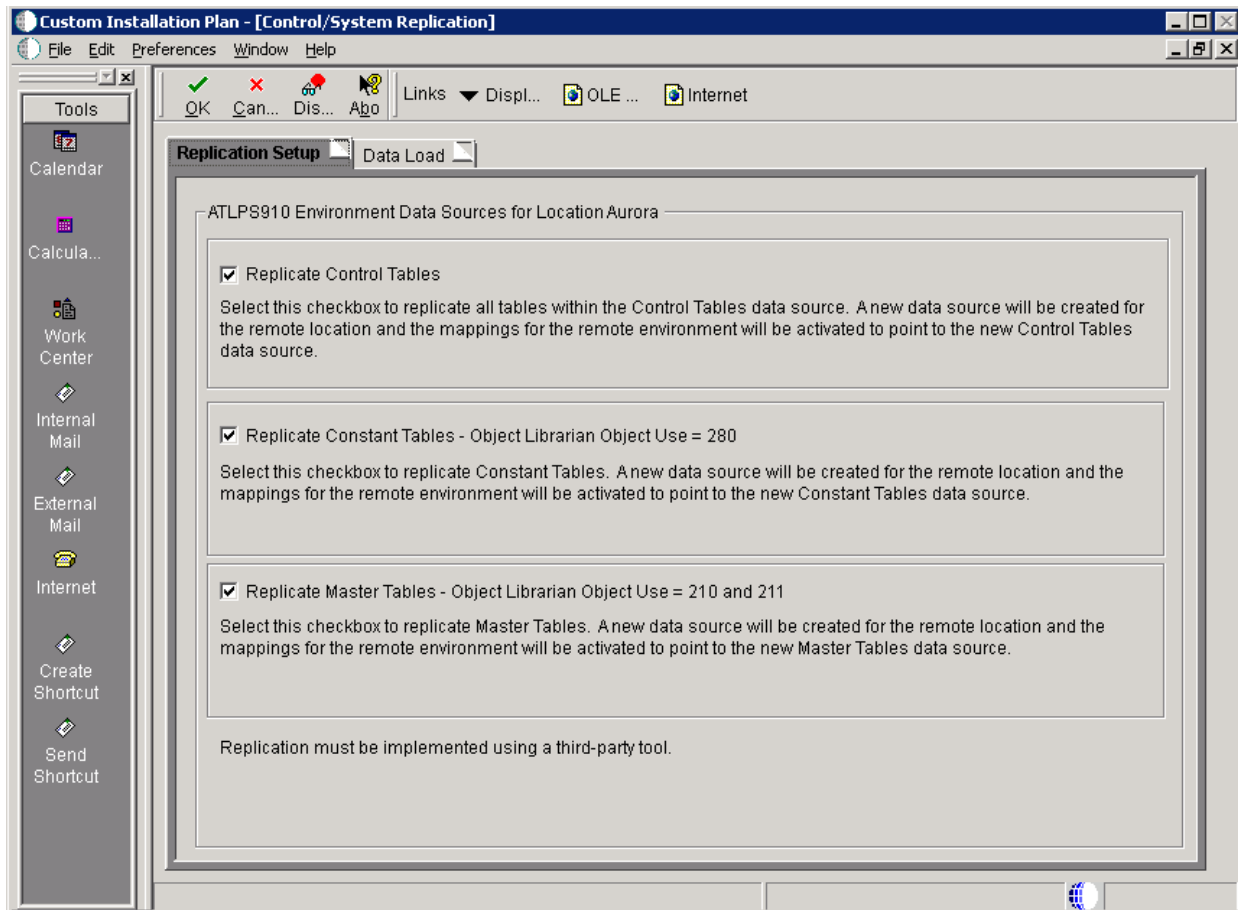 Custom Installation Plan - [Control/System Replication]
File Edit Preferences Window Help
Tools
OK Can... Dis... Abo Links Displ... OLE ... Internet
Calendar
Calcula...
Work
Center
Internal
Mail
External
Mail
Internet
Create
Shortcut
Send
Shortcut
Replication Setup Data Load
ATLPS910 Environment Data Sources for Location Aurora
Replicate Control Tables
Select this checkbox to replicate all tables within the Control Tables data source. A new data source will be created for
the remote location and the mappings for the remote environment will be activated to point to the new Control Tables
data source.
Replicate Constant Tables - Object Librarian Object Use = 280
Select this checkbox to replicate Constant Tables. A new data source will be created for the remote location and the
mappings for the remote environment will be activated to point to the new Constant Tables data source.
Replicate Master Tables - Object Librarian Object Use = 210 and 211
Select this checkbox to replicate Master Tables. A new data source will be created for the remote location and the
mappings for the remote environment will be activated to point to the new Master Tables data source.
Replication must be implemented using a third-party tool.